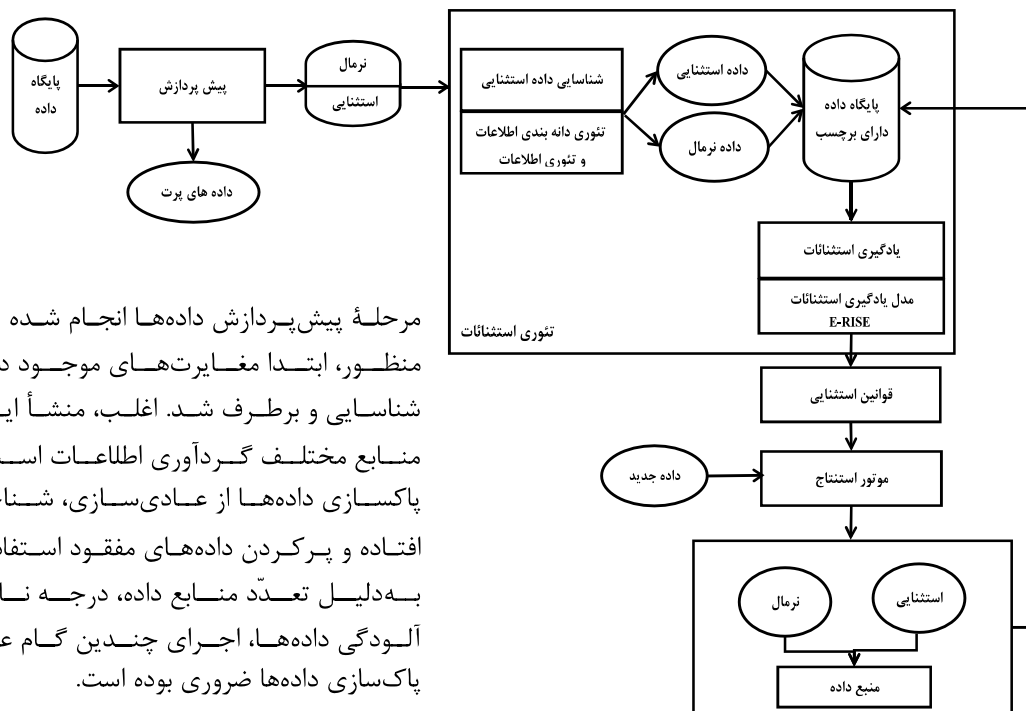 پایگاه
داده
پیش پردازش
داده های پرت
نرمال
استثنایی
شناسایی داده استثنایی
تئوری دانه بندی اطلاعات
و تئوری اطلاعات
داده استثنایی
داده نرمال
پایگاه داده
دارای برچسب
یادگیری استثنائات
مدل یادگیری استثنائات
E-RISE
تئوری استثنائات
قوانین استثنایی
داده جدید
موتور استنتاج
نرمال
استثنایی
منبع داده
مرحلۀ پیش‌پردازش داده‌ها انجام شده
منظور، ابتدا مغایرت‌های موجود د
شناسایی و برطرف شد. اغلب، منشأ ای
منابع مختلف گردآوری اطلاعات اس
پاکسازی داده‌ها از عادی‌سازی، شنا
افتاده و پرکردن داده‌های مفقود استفا
به‌دلیل تعدّد منابع داده، درجه نا
آلودگی داده‌ها، اجرای چندین گام ع
پاک‌سازی داده‌ها ضروری بوده است.